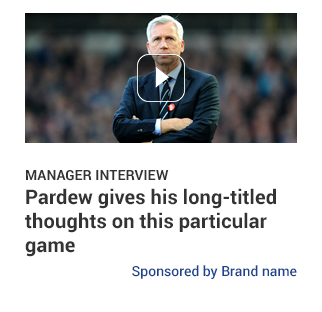 MANAGER INTERVIEW
Pardew gives his long-titled
thoughts on this particular
game
Sponsored by Brand name